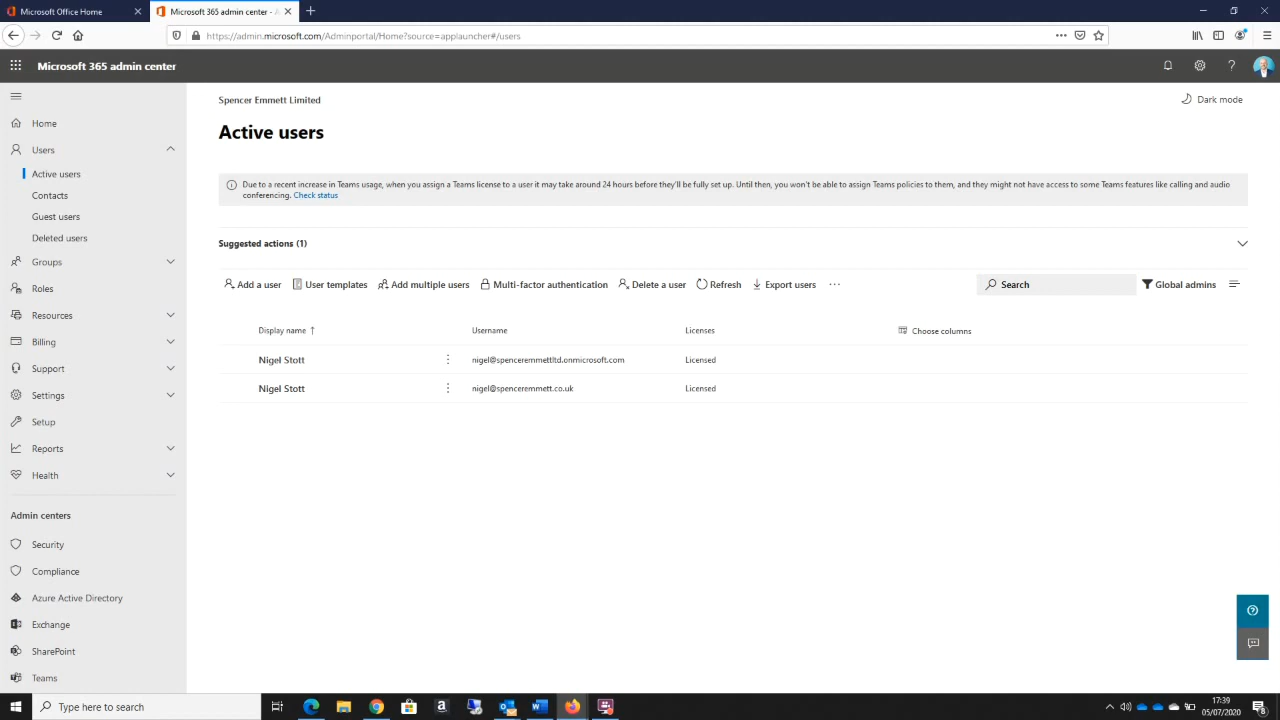 Microsoft Office Home
Microsoft 365 admin center - A
https://admin.microsoft.com/Adminportal/Home?source=applauncher#/users
Microsoft 365 admin center
Spencer Emmett Limited
Dark mode
Active users
Due to a recent increase in Teams usage, when you assign a Teams license to a user it may take around 24 hours before they'll be fully set up. Until then, you won't be able to assign Teams policies to them, and they might not have access to some Teams features like calling and audio
conferencing. Check status
Suggested actions (1)
Add a user
User templates
Add multiple users
Multi-factor authentication
Delete a user
Refresh
Export users
Search
Global admins
Display name ↑
Username
Licenses
Choose columns
Nigel Stott
nigel@spenceremmettltd.onmicrosoft.com
Licensed
Nigel Stott
nigel@spenceremmett.co.uk
Licensed
Home
Users
Active users
Contacts
Guest users
Deleted users
Groups
Roles
Resources
Billing
Support
Settings
Setup
Reports
Health
Admin centers
Security
Compliance
Azure Active Directory
Exchange
SharePoint
Teams
Type here to search
17:39
05/07/2020